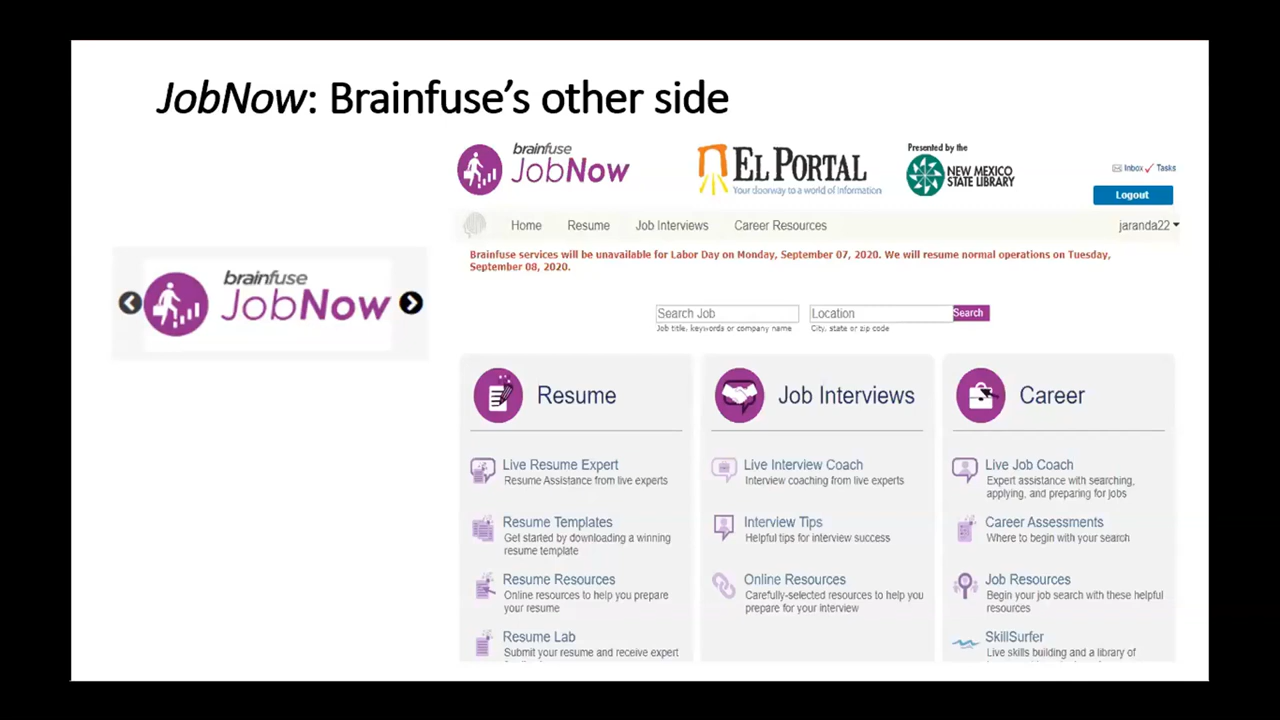 JobNow: Brainfuse's other side
brainfuse
JobNow
EL PORTAL
Your doorway to a world of information
Presented by the
NEW MEXICO
STATE LIBRARY
Inbox Tasks
Logout
Home Resume Job Interviews Career Resources jaranda22
Brainfuse services will be unavailable for Labor Day on Monday, September 07, 2020. We will resume normal operations on Tuesday,
September 08, 2020.
brainfuse
JobNow
Search Job Location Search
Job title, keywords or company name City, state or zip code
Resume
Live Resume Expert
Resume Assistance from live experts
Resume Templates
Get started by downloading a winning
resume template
Resume Resources
Online resources to help you prepare
your resume
Resume Lab
Submit your resume and receive expert
Job Interviews
Live Interview Coach
Interview coaching from live experts
Interview Tips
Helpful tips for interview success
Online Resources
Carefully-selected resources to help you
prepare for your interview
Career
Live Job Coach
Expert assistance with searching,
applying, and preparing for jobs
Career Assessments
Where to begin with your search
Job Resources
Begin your job search with these helpful
resources
SkillSurfer
Live skills building and a library of